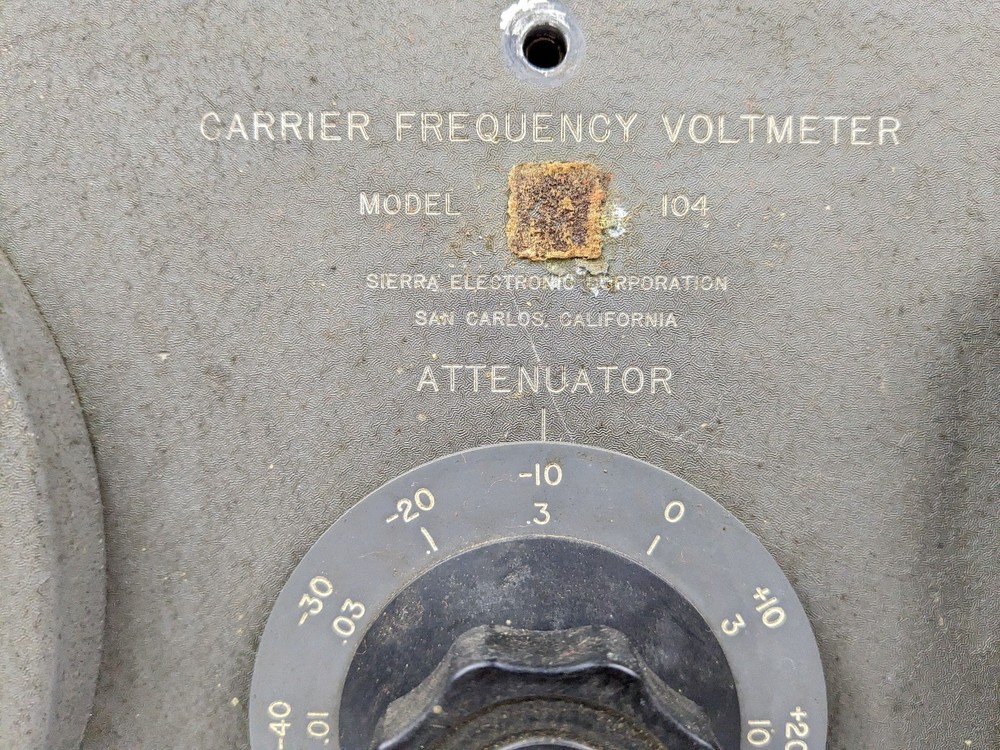 CARRIER FREQUENCY VOLTMETER
MODEL 104
SIERRA ELECTRONIC CORPORATION
SAN CARLOS, CALIFORNIA
ATTENUATOR
-40 -30 -20 -10 0 +10
.01 .03 .1 .3 1 3 10